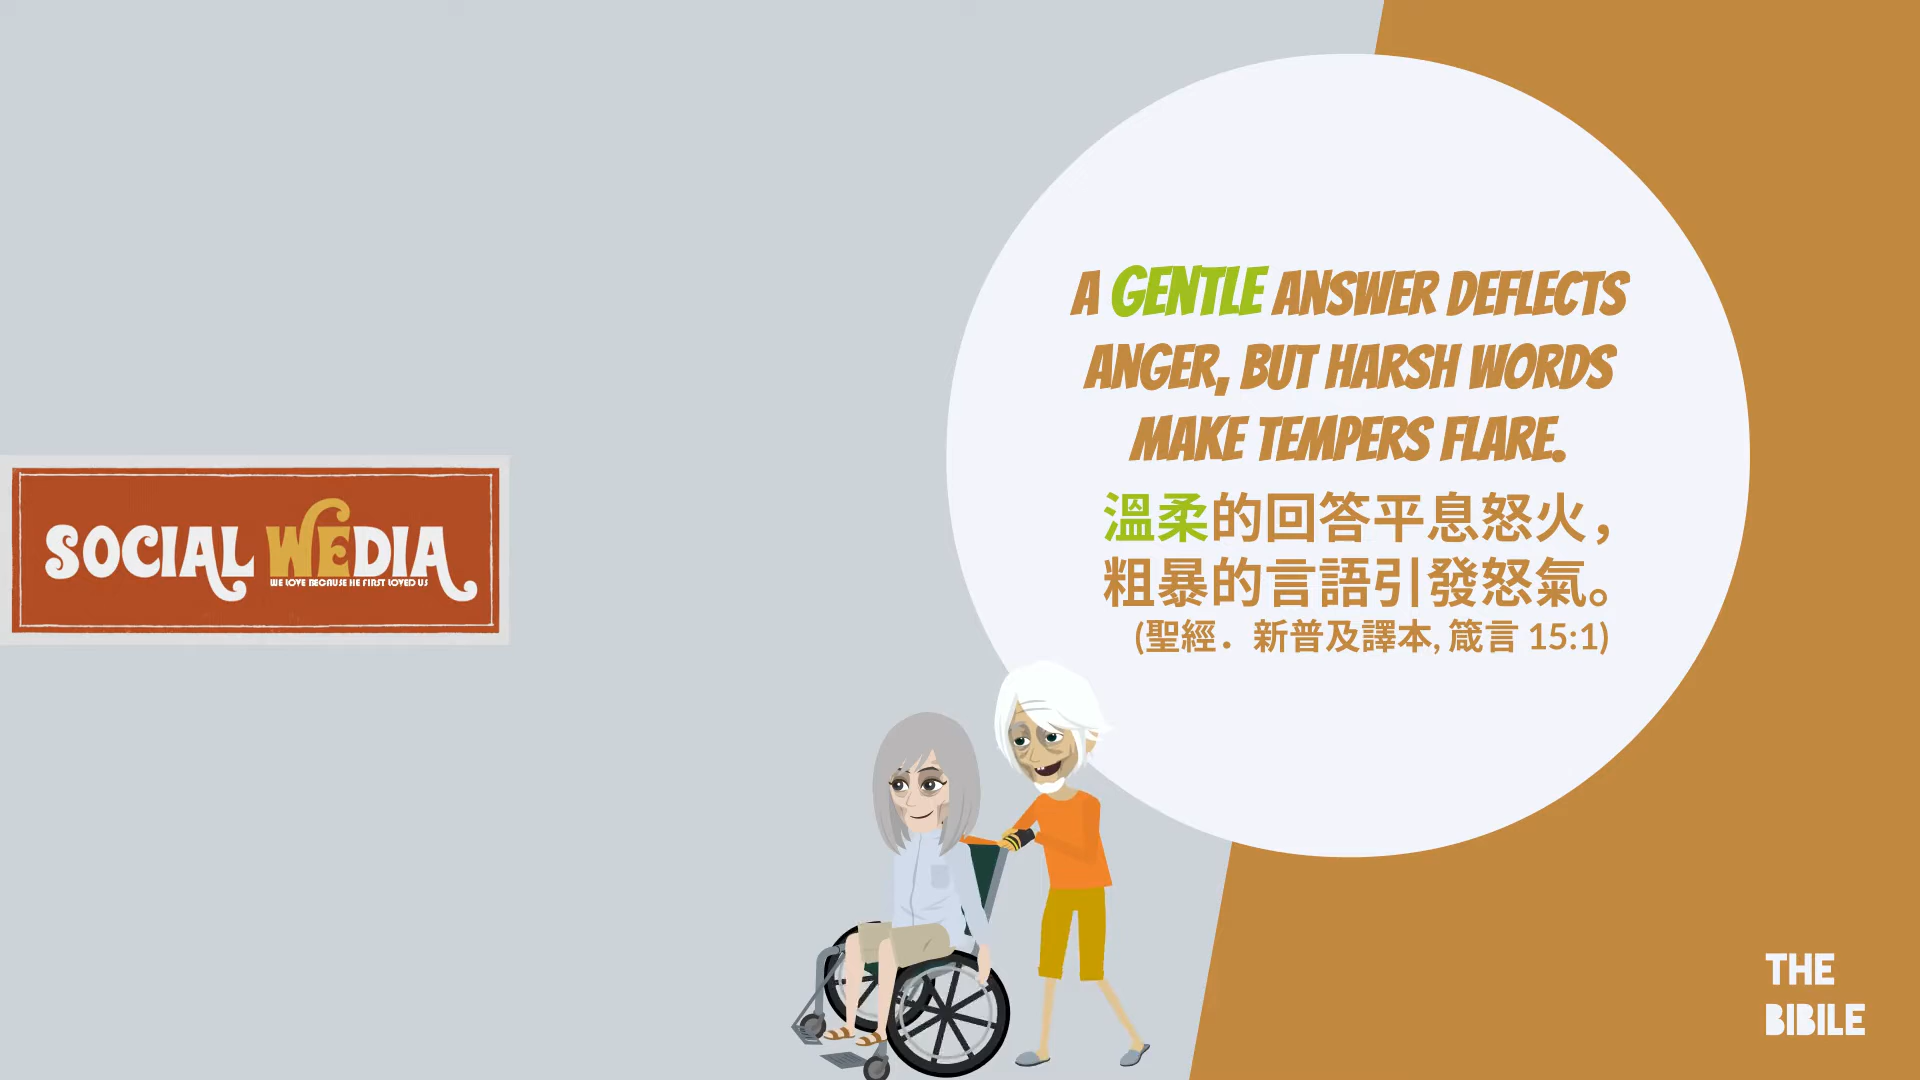 SOCIAL WEDIA
WE LOVE BECAUSE HE FIRST LOVED US
A GENTLE ANSWER DEFLECTS
ANGER, BUT HARSH WORDS
MAKE TEMPERS FLARE.
溫柔的回答平息怒火，
粗暴的言語引發怒氣。
(聖經．新普及譯本, 箴言 15:1)
THE
BIBILE